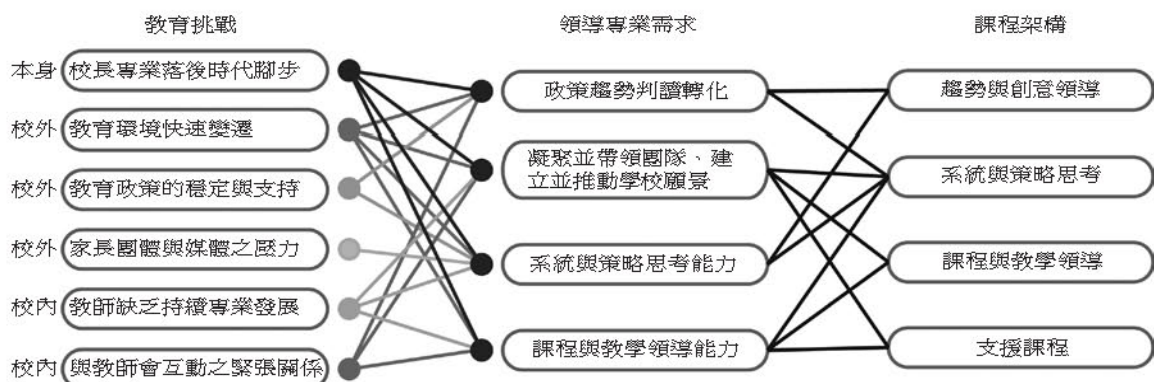 教育挑戰
領導專業需求
課程架構
本身 校長專業落後時代腳步
校外 教育環境快速變遷
校外 教育政策的穩定與支持
校外 家長團體與媒體之壓力
校內 教師缺乏持續專業發展
校內 與教師會互動之緊張關係
政策趨勢判讀轉化
凝聚並帶領團隊、建
立並推動學校願景
系統與策略思考能力
課程與教學領導能力
趨勢與創意領導
系統與策略思考
課程與教學領導
支援課程